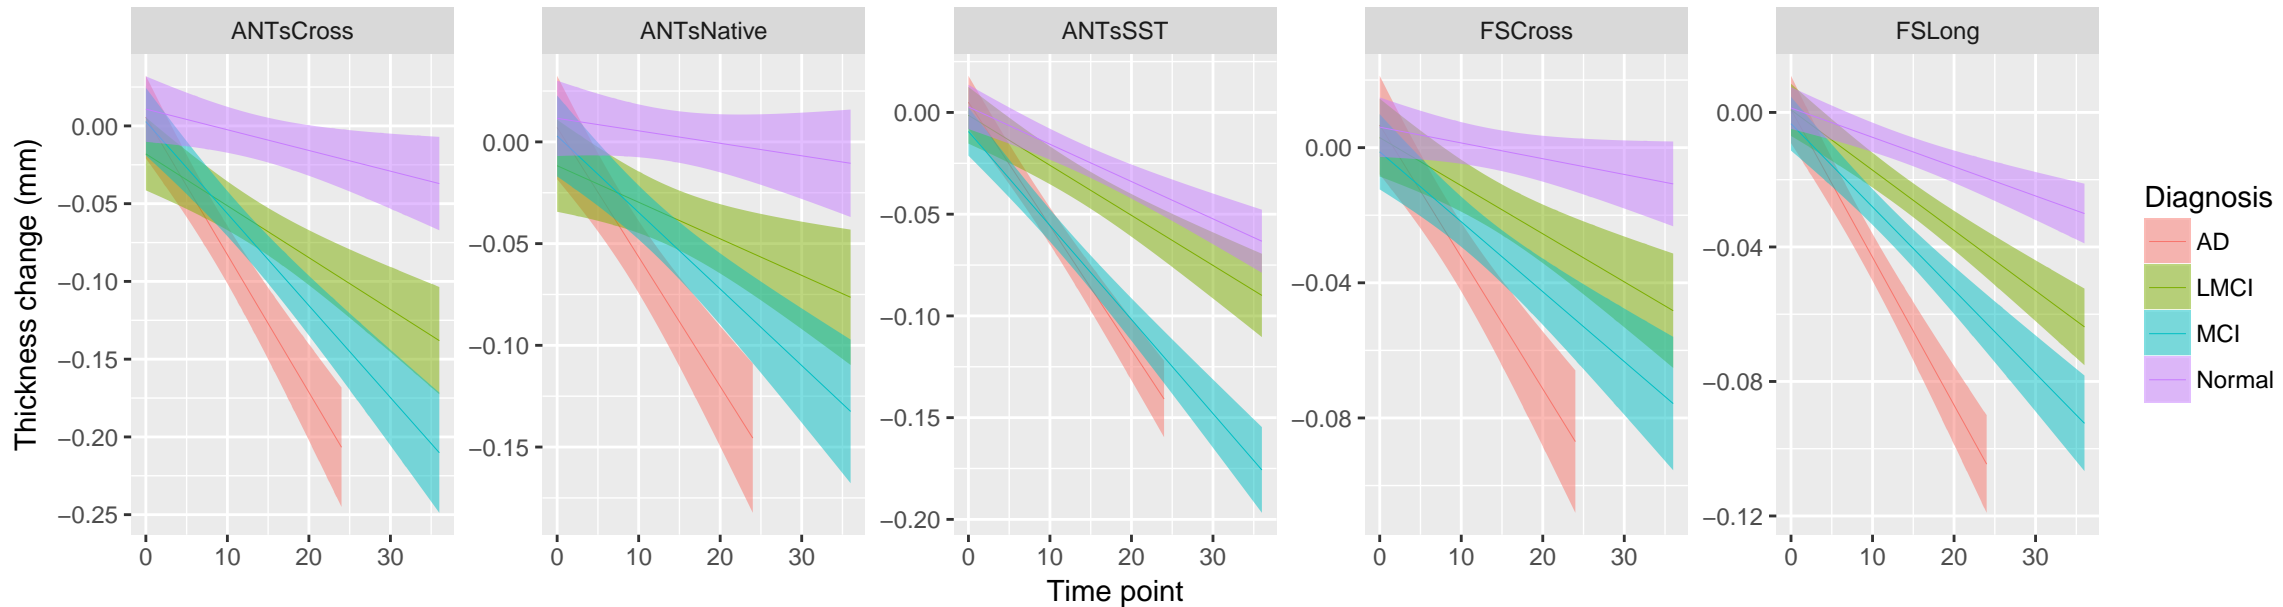 ANTsCross ANTsNative ANTsSST FSCross FSLong
Thickness change (mm)
0.00
−0.05
−0.10
−0.15
−0.20
−0.25
0 10 20 30
0.00
−0.05
−0.10
−0.15
0 10 20 30
0.00
−0.05
−0.10
−0.15
−0.20
0 10 20 30
0.00
−0.04
−0.08
0 10 20 30
0.00
−0.04
−0.08
−0.12
0 10 20 30
Time point
Diagnosis
AD
LMCI
MCI
Normal